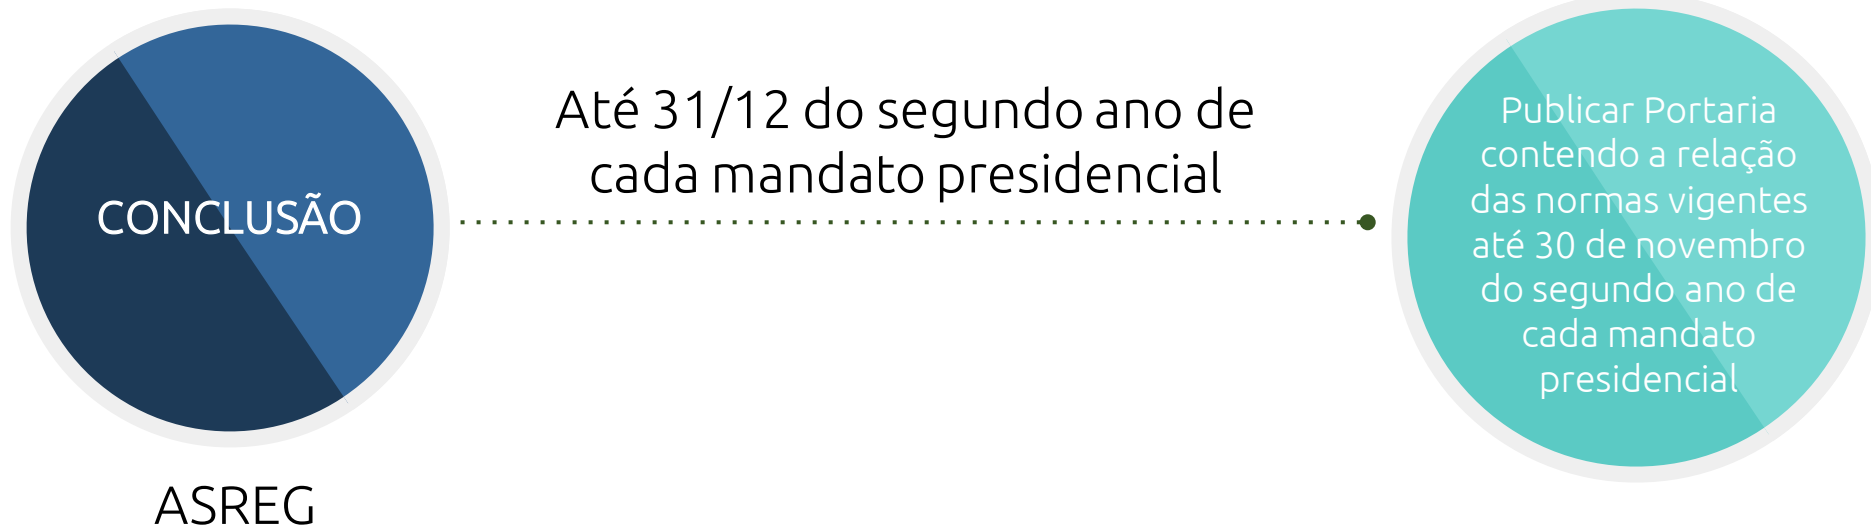 CONCLUSÃO
ASREG
Até 31/12 do segundo ano de
cada mandato presidencial
Publicar Portaria
contendo a relação
das normas vigentes
até 30 de novembro
do segundo ano de
cada mandato
presidencial